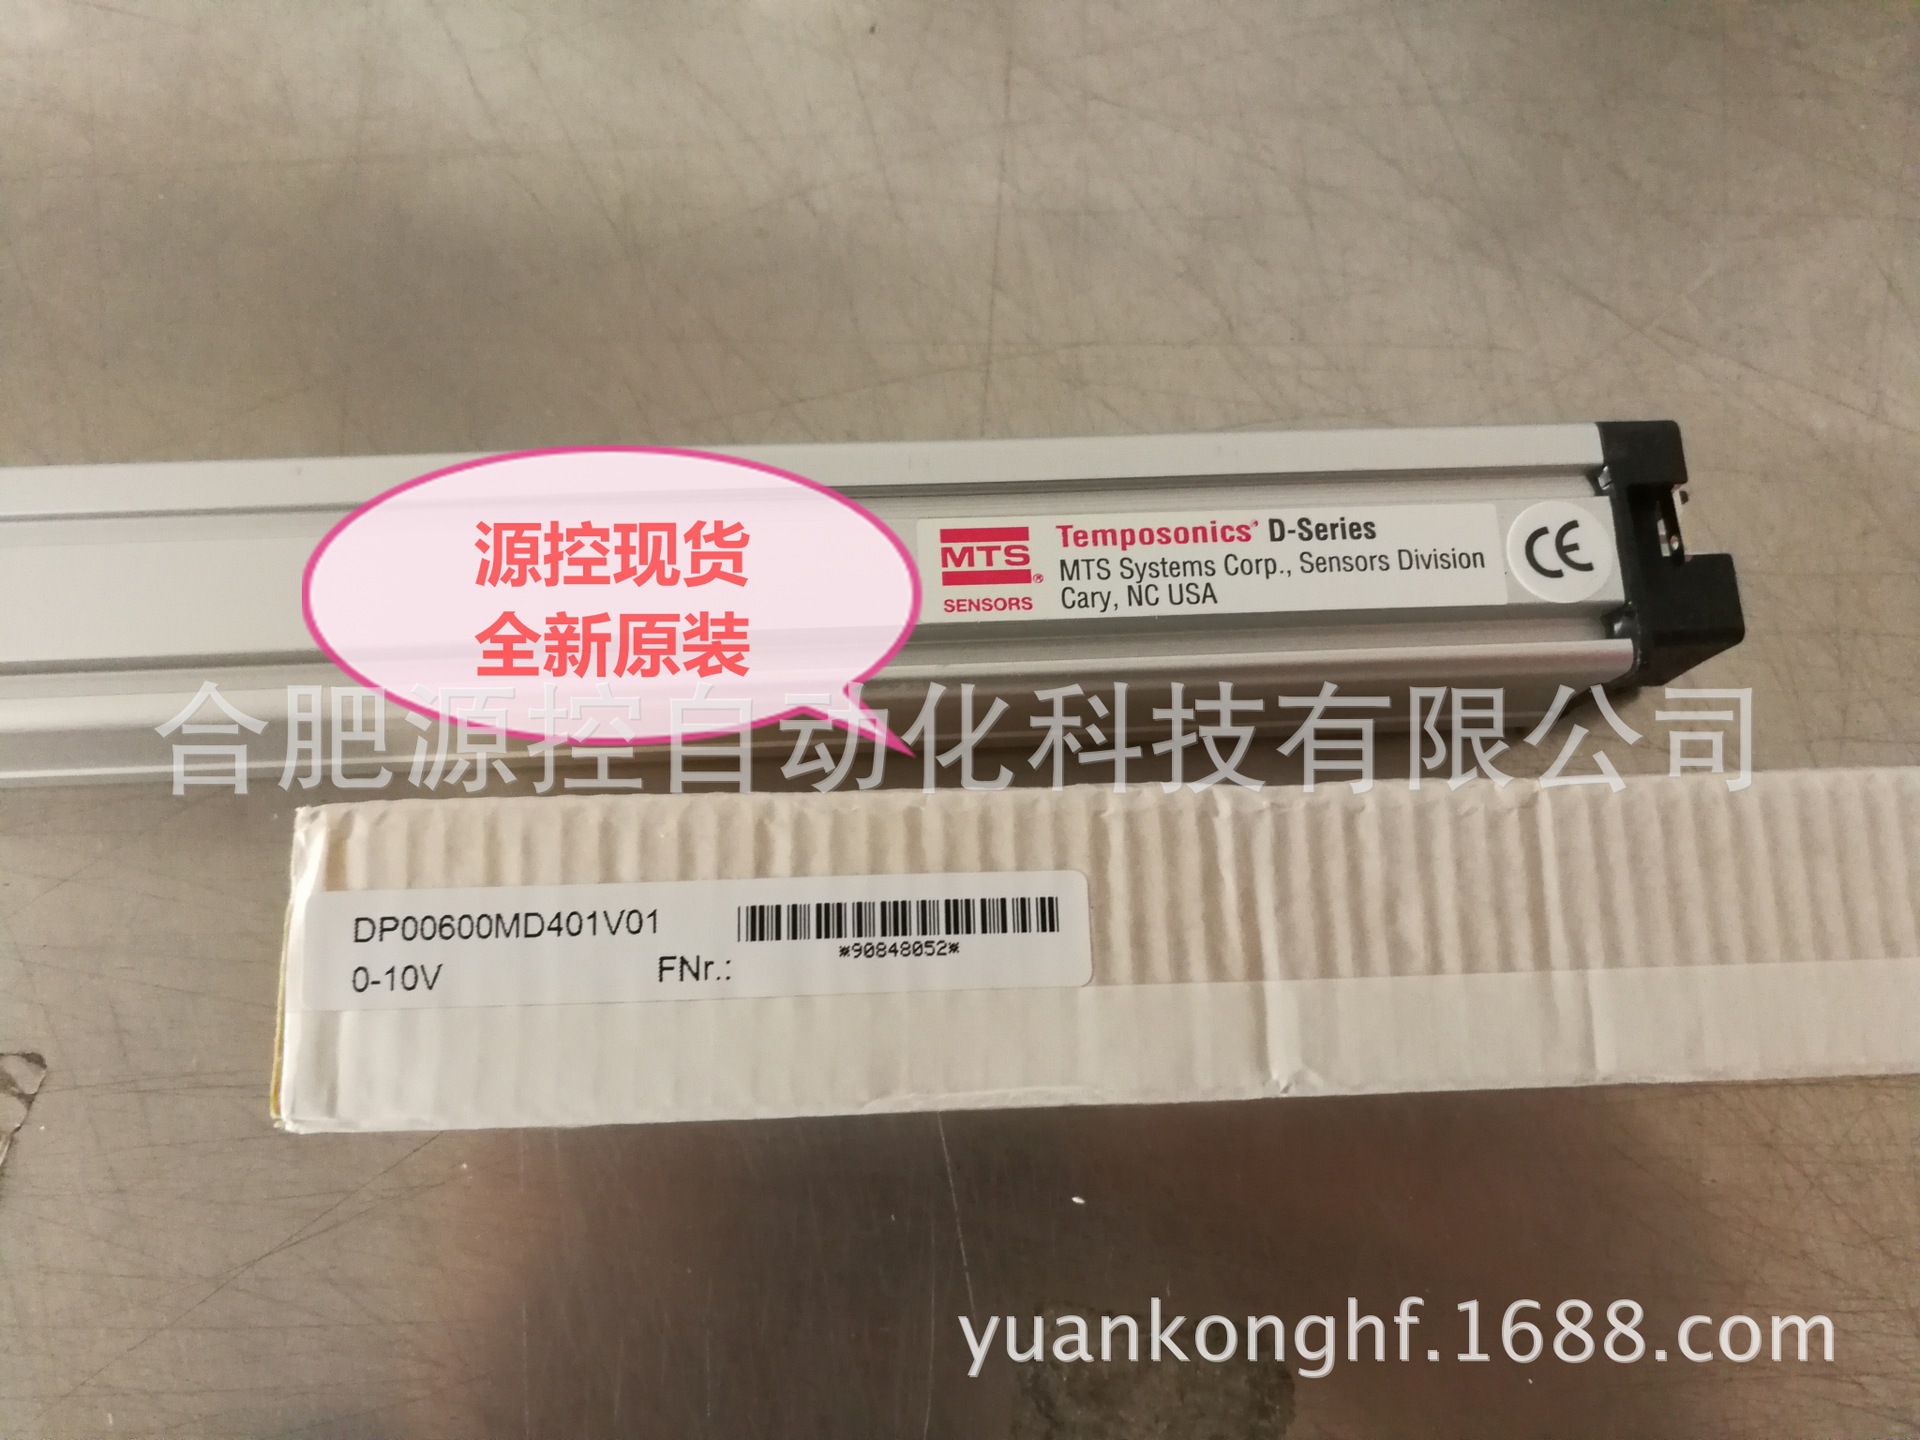 源控现货
全新原装
MTS
®
SENSORS
Temposonics® D-Series
MTS Systems Corp., Sensors Division
Cary, NC USA
CE
合肥源控自动化科技有限公司
DP00600MD401V01
*90848052*
0-10V
FNr.:
yuankonghf.1688.com